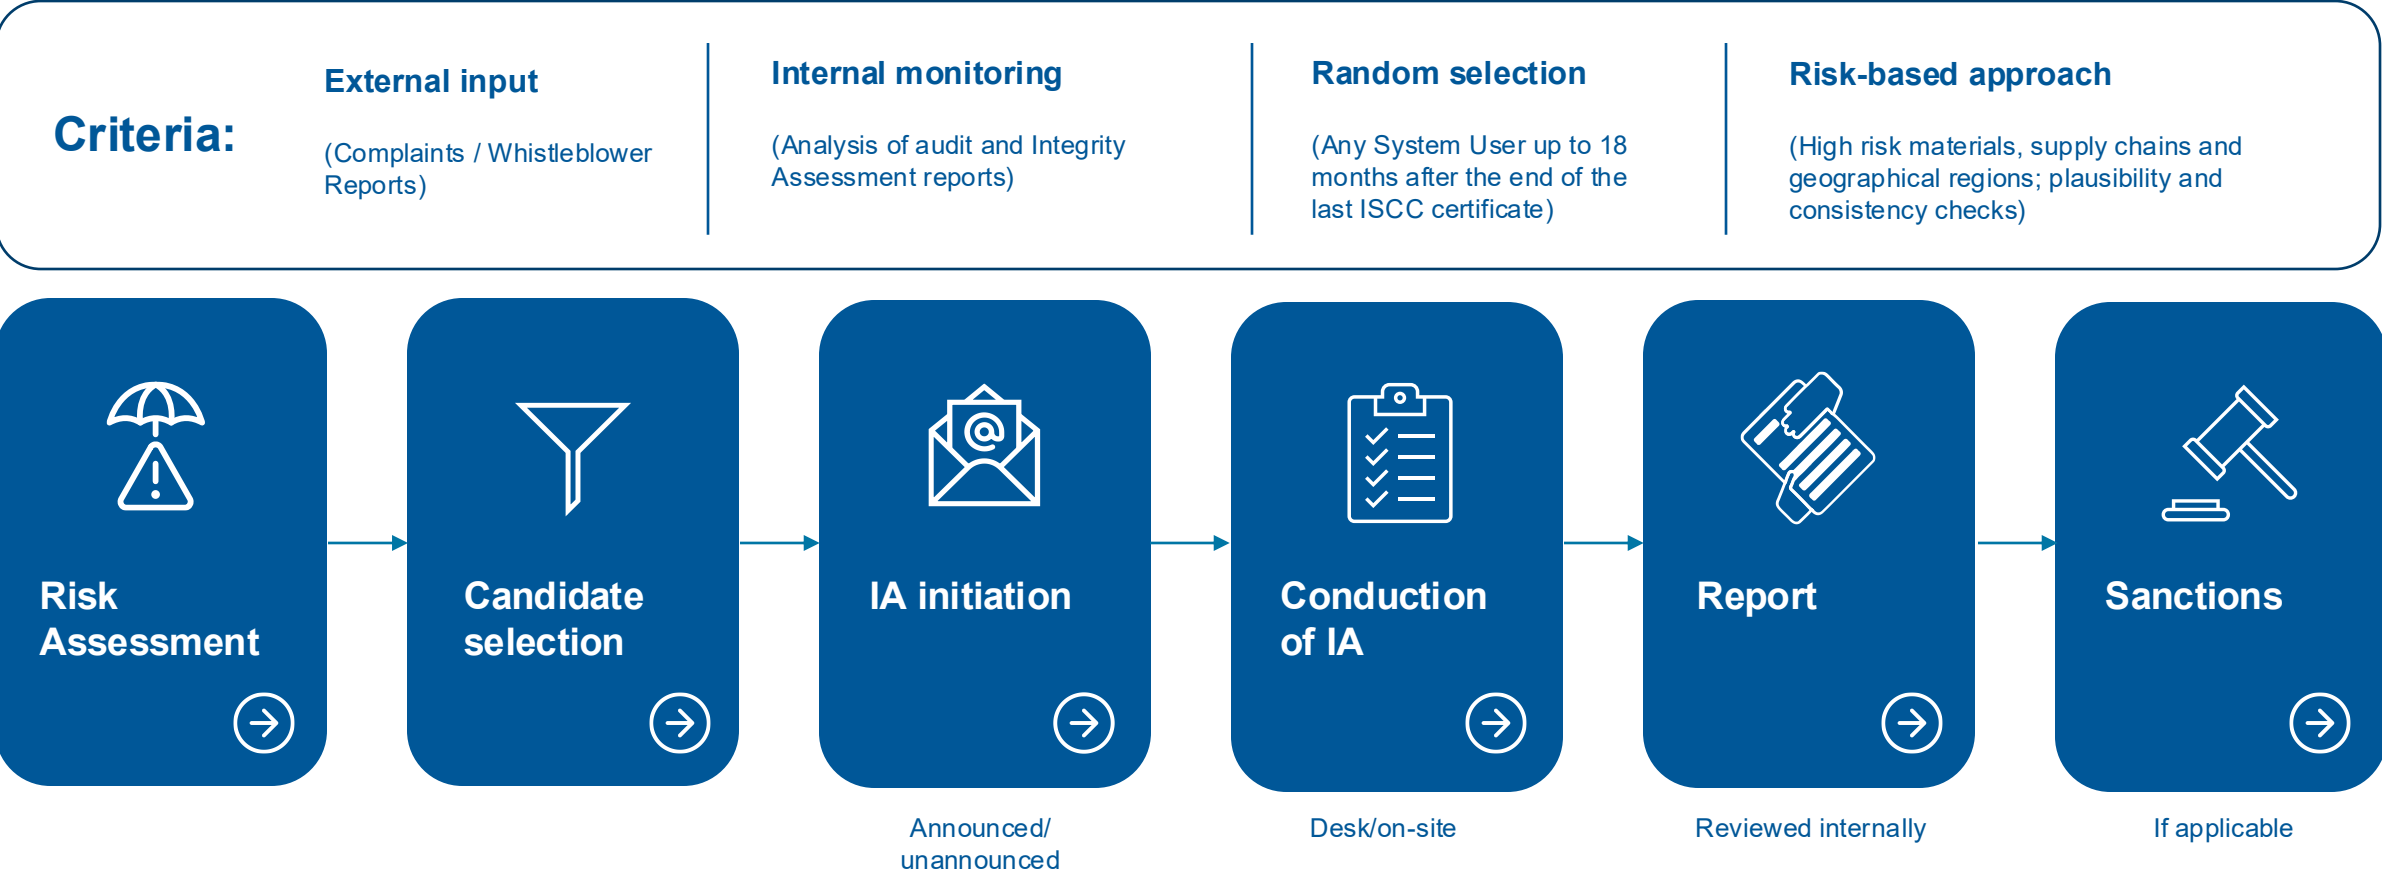 Criteria:
External input
(Complaints / Whistleblower
Reports)
Internal monitoring
(Analysis of audit and Integrity
Assessment reports)
Random selection
(Any System User up to 18
months after the end of the
last ISCC certificate)
Risk-based approach
(High risk materials, supply chains and
geographical regions; plausibility and
consistency checks)
Risk
Assessment
Candidate
selection
IA initiation
Conduction
of IA
Report
Sanctions
Announced/
unannounced
Desk/on-site
Reviewed internally
If applicable